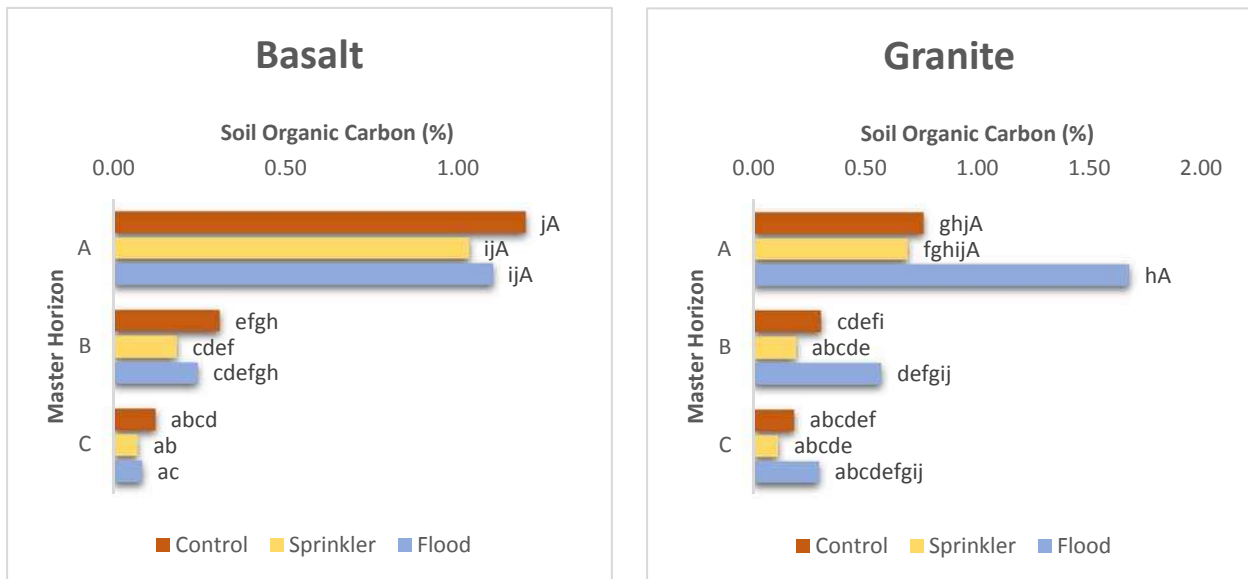 Basalt
Soil Organic Carbon (%)
0.00 0.50 1.00
Master Horizon
A
jA
ijA
ijA
B
efgh
cdef
cdefgh
C
abcd
ab
ac
Control Sprinkler Flood
Granite
Soil Organic Carbon (%)
0.00 0.50 1.00 1.50 2.00
Master Horizon
A
ghjA
fghijA
hA
B
cdefi
abcde
defgij
C
abcdef
abcde
abcdefgij
Control Sprinkler Flood